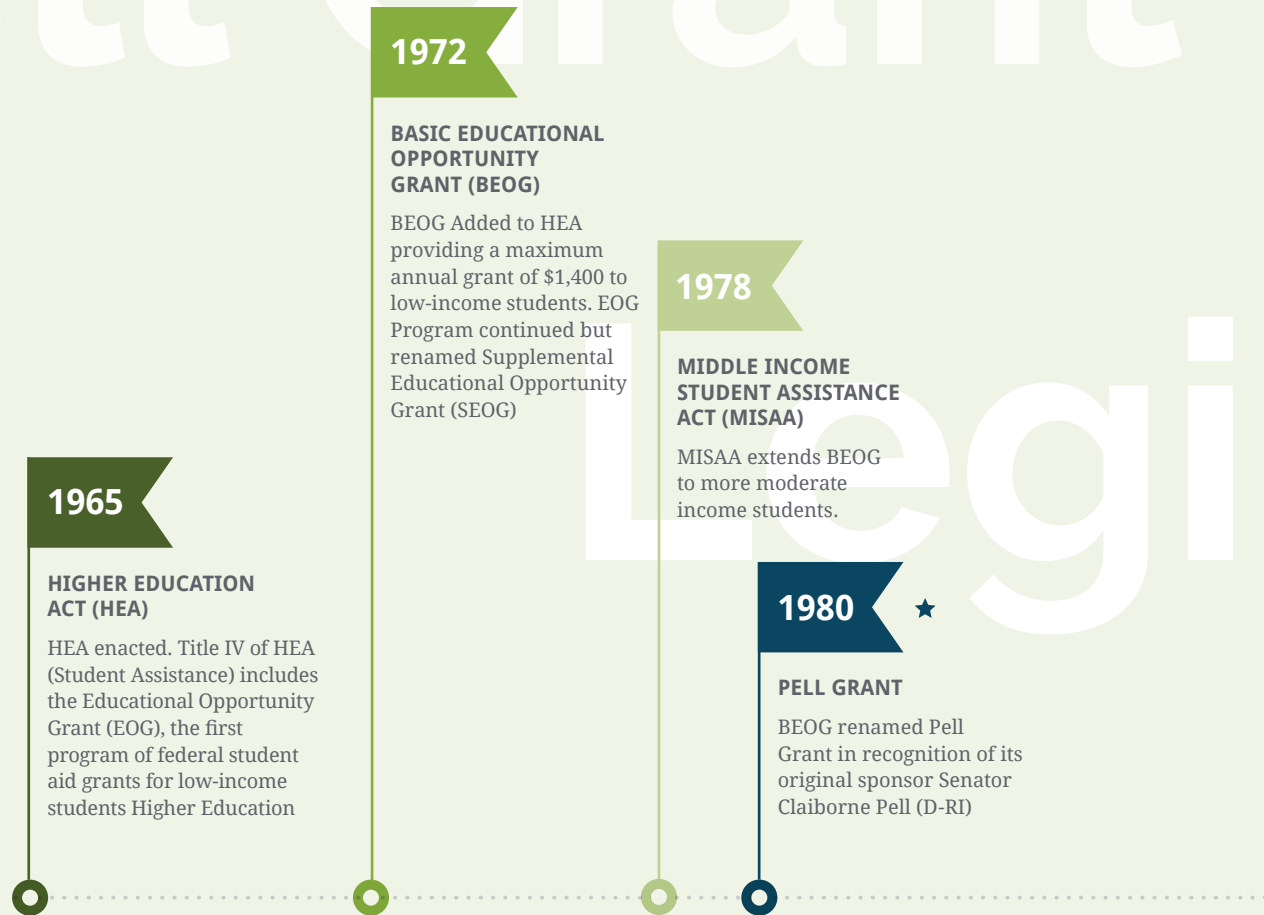 ell Grant
Legi
1965
HIGHER EDUCATION
ACT (HEA)
HEA enacted. Title IV of HEA
(Student Assistance) includes
the Educational Opportunity
Grant (EOG), the first
program of federal student
aid grants for low-income
students Higher Education
1972
BASIC EDUCATIONAL
OPPORTUNITY
GRANT (BEOG)
BEOG Added to HEA
providing a maximum
annual grant of $1,400 to
low-income students. EOG
Program continued but
renamed Supplemental
Educational Opportunity
Grant (SEOG)
1978
MIDDLE INCOME
STUDENT ASSISTANCE
ACT (MISAA)
MISAA extends BEOG
to more moderate
income students.
1980
PELL GRANT
BEOG renamed Pell
Grant in recognition of its
original sponsor Senator
Claiborne Pell (D-RI)